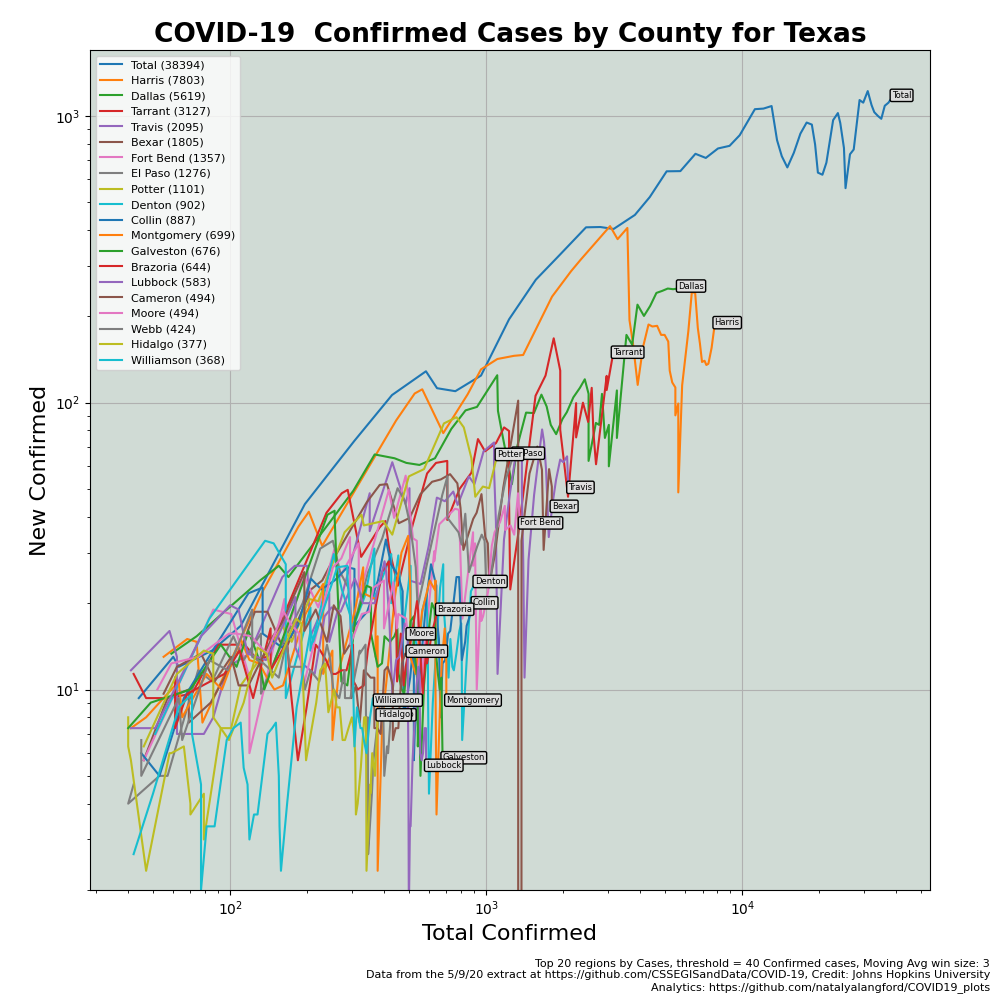 COVID-19  Confirmed Cases by County for Texas
Total (38394)
Harris (7803)
Dallas (5619)
Tarrant (3127)
Travis (2095)
Bexar (1805)
Fort Bend (1357)
El Paso (1276)
Potter (1101)
Denton (902)
Collin (887)
Montgomery (699)
Galveston (676)
Brazoria (644)
Lubbock (583)
Cameron (494)
Moore (494)
Webb (424)
Hidalgo (377)
Williamson (368)
New Confirmed
10³
10²
10¹
Total
Dallas
Harris
Tarrant
Potter
Paso
Travis
Bexar
Fort Bend
Denton
Collin
Brazoria
Moore
Cameron
Williamson
Montgomery
Hidalgo
Galveston
Lubbock
10²
10³
10⁴
Total Confirmed
Top 20 regions by Cases, threshold = 40 Confirmed cases, Moving Avg win size: 3
Data from the 5/9/20 extract at https://github.com/CSSEGISandData/COVID-19, Credit: Johns Hopkins University
Analytics: https://github.com/natalyalangford/COVID19_plots